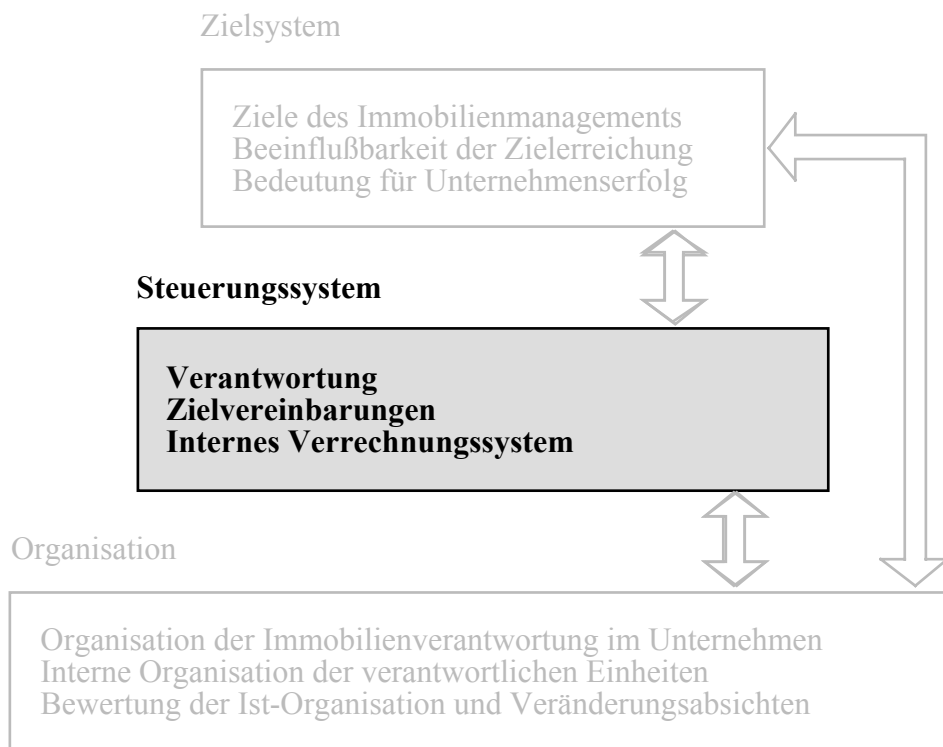 Zielsystem
Ziele des Immobilienmanagements
Beeinflußbarkeit der Zielerreichung
Bedeutung für Unternehmenserfolg
Steuerungssystem
Verantwortung
Zielvereinbarungen
Internes Verrechnungssystem
Organisation
Organisation der Immobilienverantwortung im Unternehmen
Interne Organisation der verantwortlichen Einheiten
Bewertung der Ist-Organisation und Veränderungsabsichten